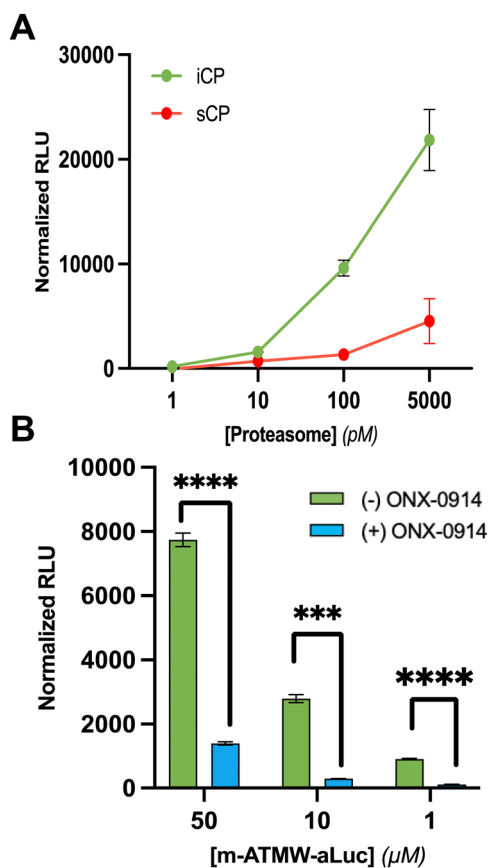 A
30000
20000
10000
0
Normalized RLU
iCP
sCP
1 10 100 5000
[Proteasome] (pM)
B
10000
8000
6000
4000
2000
0
Normalized RLU
****
***
****
(-) ONX-0914
(+) ONX-0914
50 10 1
[m-ATMW-aLuc] (μM)